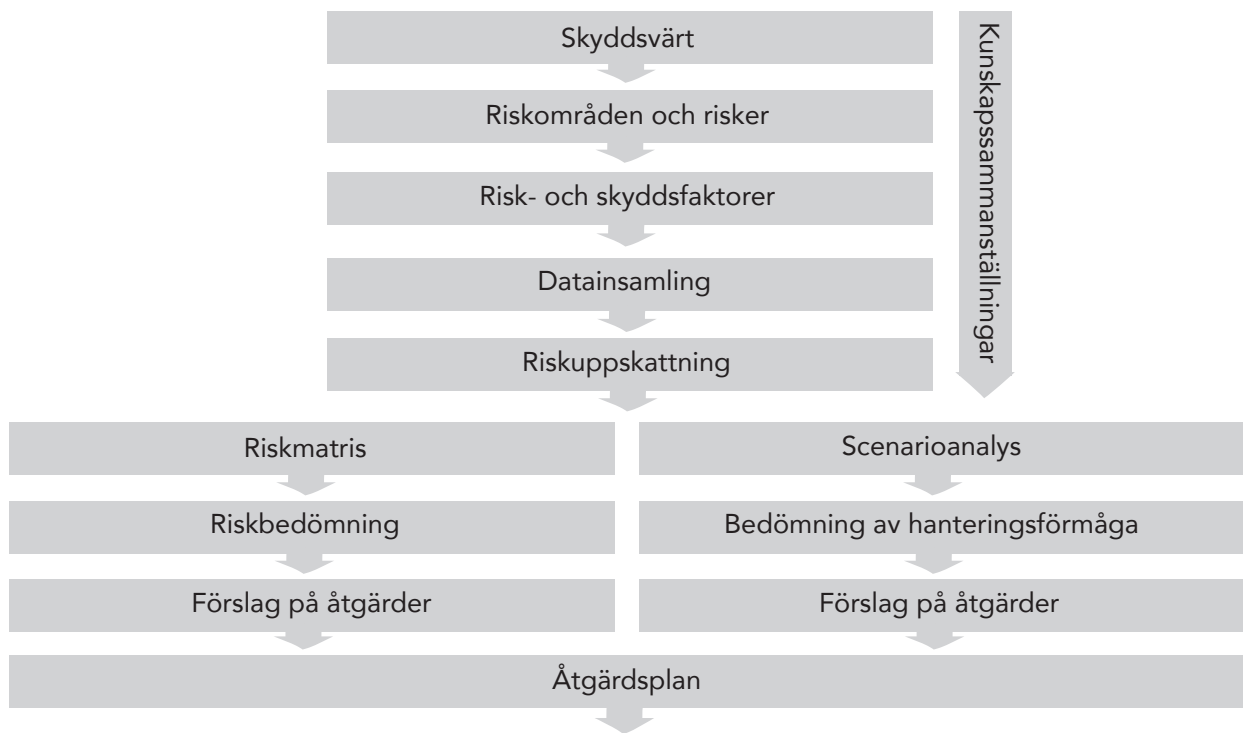 Skyddsvärt
Riskområden och risker
Risk- och skyddsfaktorer
Datainsamling
Riskuppskattning
Kunskapssammanställningar
Riskmatris
Scenarioanalys
Riskbedömning
Bedömning av hanteringsförmåga
Förslag på åtgärder
Förslag på åtgärder
Åtgärdsplan